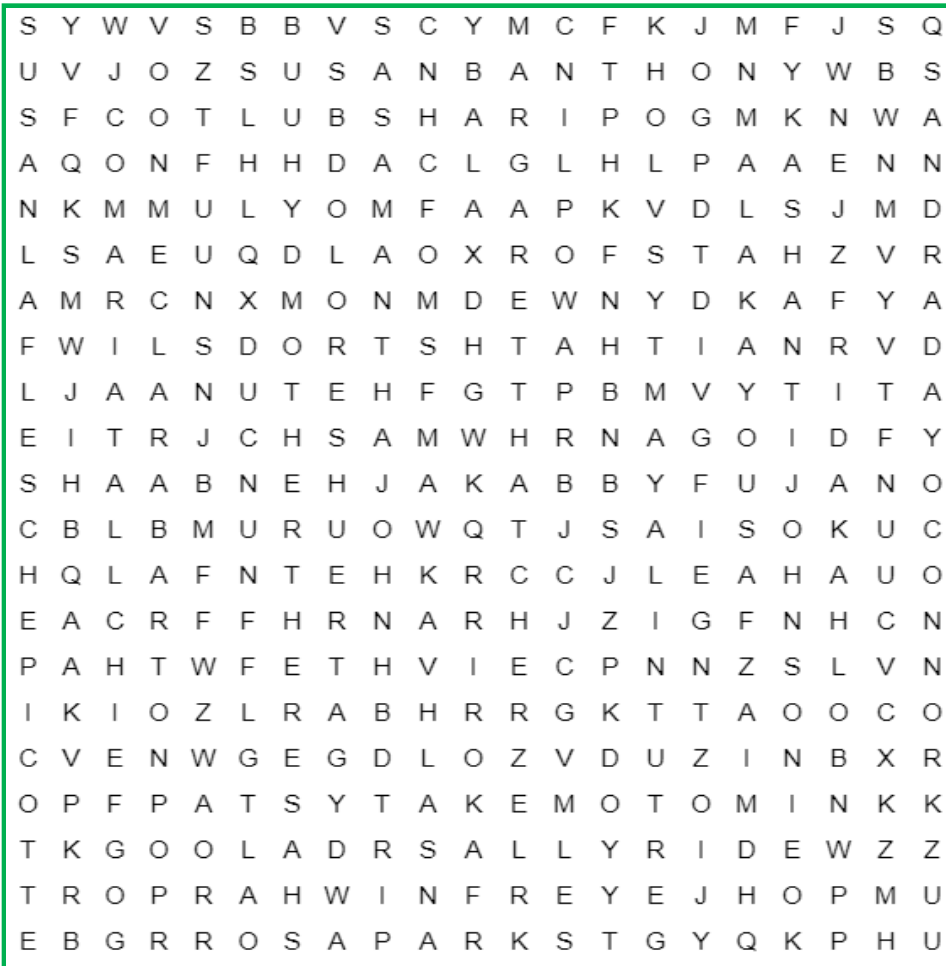 S Y W V S B B V S C Y M C F K J M F J S Q
U V J O Z S U S A N B A N T H O N Y W B S
S F C O T L U B S H A R I P O G M K N W A
A Q O N F H H D A C L G L H L P A A E N N
N K M M U L Y O M F A A P K V D L S J M D
L S A E U Q D L A O X R O F S T A H Z V R
A M R C N X M O N M D E W N Y D K A F Y A
F W I L S D O R T S H T A H T I A N R V D
L J A A N U T E H F G T P B M V Y T I T A
E I T R J C H S A M W H R N A G O I D F Y
S H A A B N E H J A K A B B Y F U J A N O
C B L B M U R U O W Q T J S A I S O K U C
H Q L A F N T E H K R C C J L E A H A U O
E A C R F F H R N A R H J Z I G F N H C N
P A H T W F E T H V I E C P N N Z S L V N
I K I O Z L R A B H R R G K T T A O O C O
C V E N W G E G D L O Z V D U Z I N B X R
O P F P A T S Y T A K E M O T O M I N K K
T K G O O L A D R S A L L Y R I D E W Z Z
T R O P R A H W I N F R E Y E J H O P M U
E B G R R O S A P A R K S T G Y Q K P H U